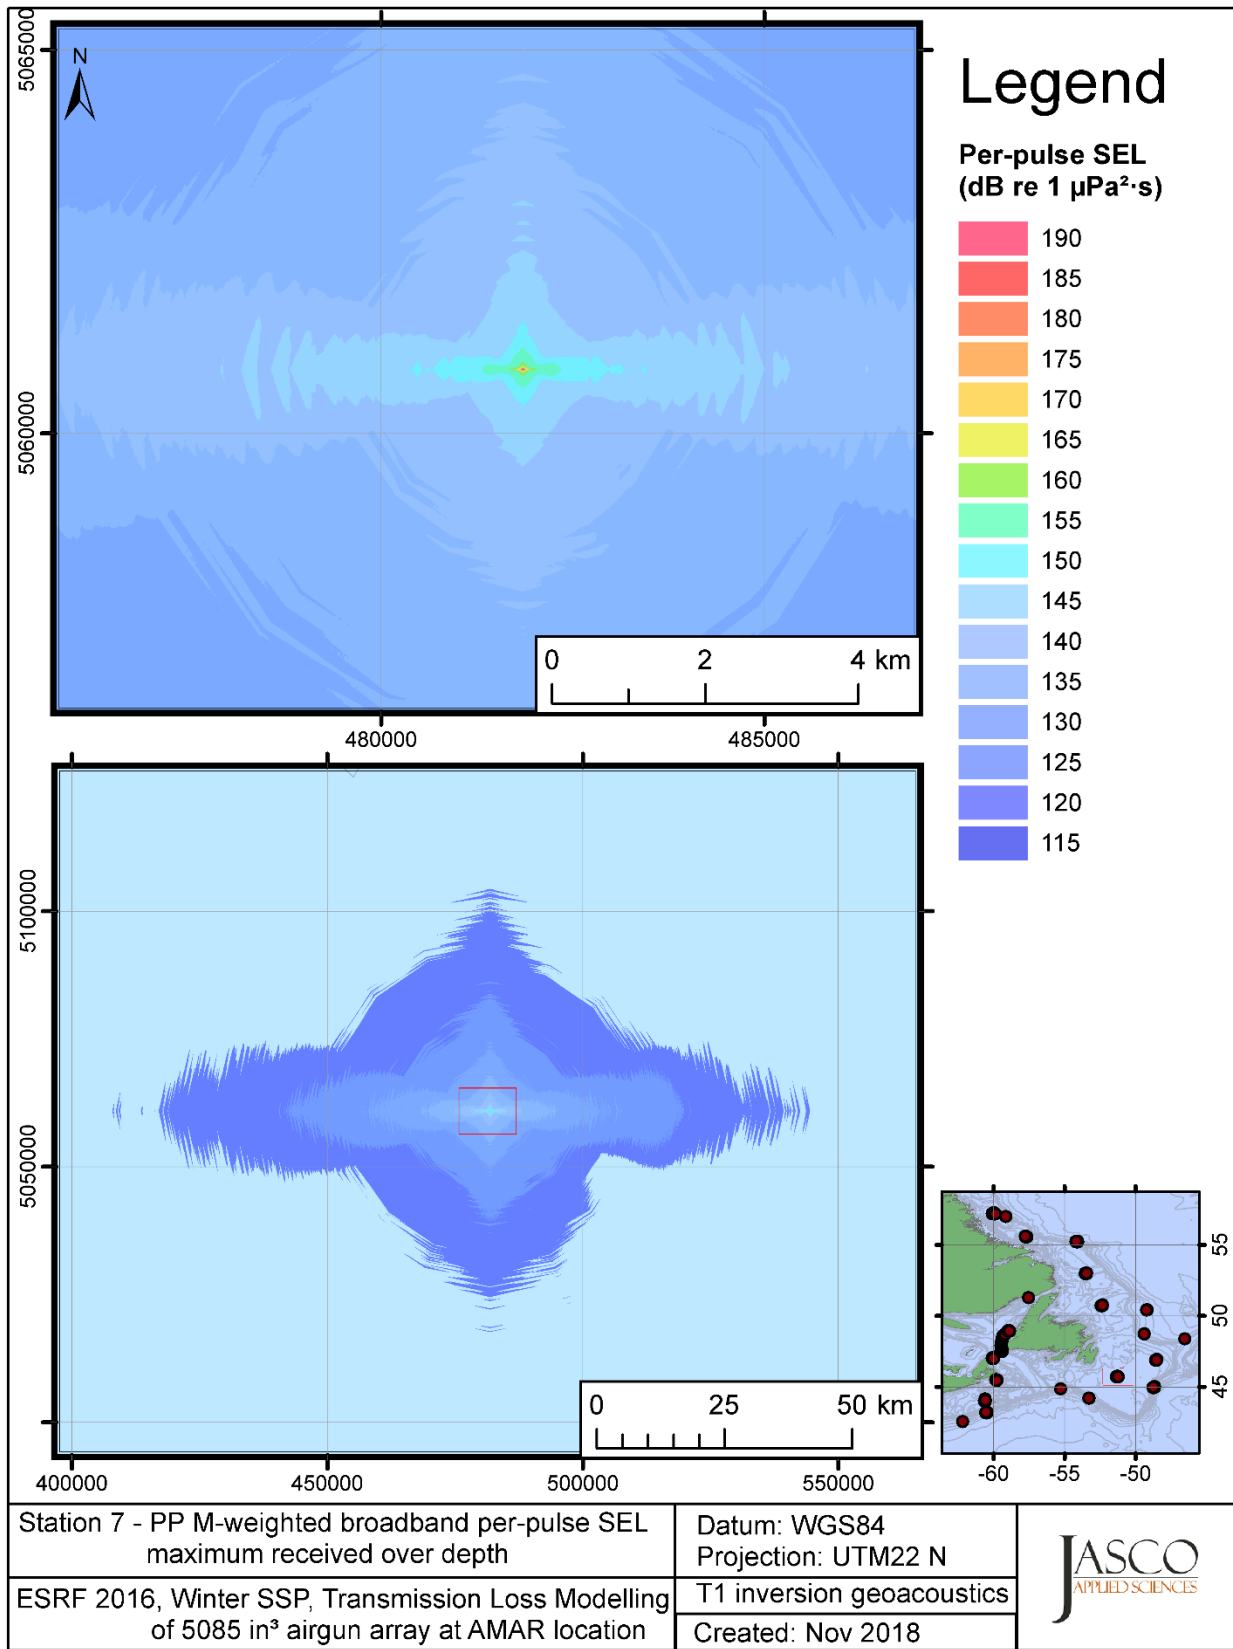 N
5065000
5060000
0 2 4 km
480000 485000
Legend
Per-pulse SEL
(dB re 1 µPa²·s)
190
185
180
175
170
165
160
155
150
145
140
135
130
125
120
115
5100000
5050000
0 25 50 km
400000 450000 500000 550000
55
50
45
-60 -55 -50
Station 7 - PP M-weighted broadband per-pulse SEL
maximum received over depth
ESRF 2016, Winter SSP, Transmission Loss Modelling
of 5085 in³ airgun array at AMAR location
Datum: WGS84
Projection: UTM22 N
T1 inversion geoacoustics
Created: Nov 2018
JASCO
APPLIED SCIENCES